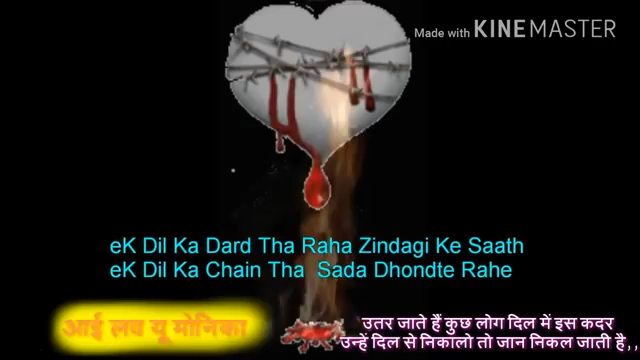 Made with KINEMASTER
eK Dil Ka Dard Tha Raha Zindagi Ke Saath
eK Dil Ka Chain Tha Sada Dhondte Rahe
आई लव यू मोनिका
उतर जाते हैं कुछ लोग दिल में इस कदर
उन्हें दिल से निकालो तो जान निकल जाती है,,